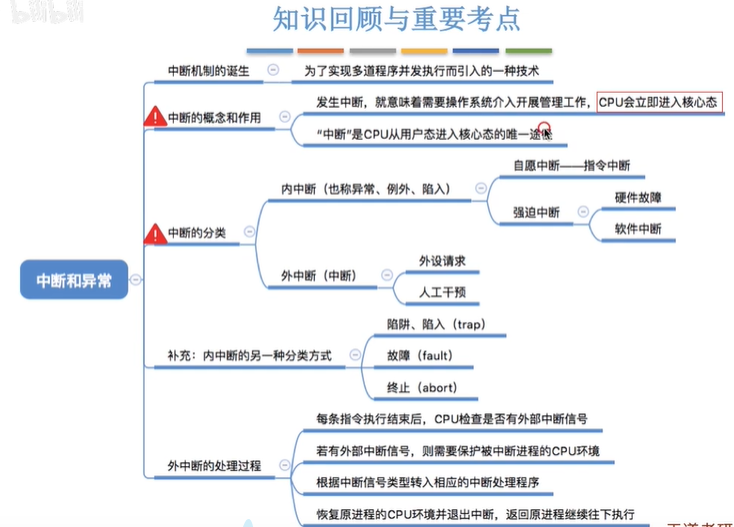 bilibili
知识回顾与重要考点
中断和异常
中断机制的诞生
为了实现多道程序并发执行而引入的一种技术
中断的概念和作用
发生中断，就意味着需要操作系统介入开展管理工作，CPU会立即进入核心态
“中断”是CPU从用户态进入核心态的唯一途径
中断的分类
内中断（也称异常、例外、陷入）
自愿中断——指令中断
强迫中断
硬件故障
软件中断
外中断（中断）
外设请求
人工干预
补充：内中断的另一种分类方式
陷阱、陷入（trap）
故障（fault）
终止（abort）
外中断的处理过程
每条指令执行结束后，CPU检查是否有外部中断信号
若有外部中断信号，则需要保护被中断进程的CPU环境
根据中断信号类型转入相应的中断处理程序
恢复原进程的CPU环境并退出中断，返回原进程继续往下执行